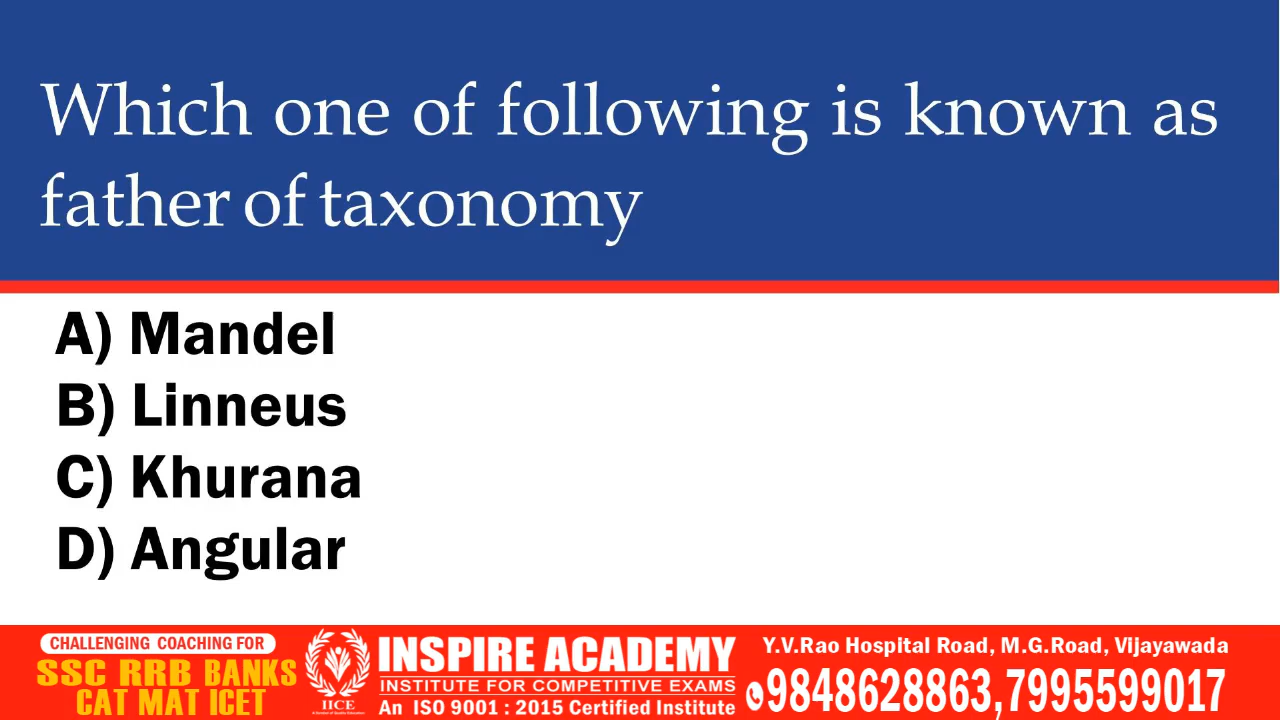 Which one of following is known as
father of taxonomy
A) Mandel
B) Linneus
C) Khurana
D) Angular
CHALLENGING COACHING FOR
SSC RRB BANKS
CAT MAT ICET
IICE
INSPIRE ACADEMY
INSTITUTE FOR COMPETITIVE EXAMS
An ISO 9001 : 2015 Certified Institute
Y.V.Rao Hospital Road, M.G.Road, Vijayawada
9848628863,7995599017